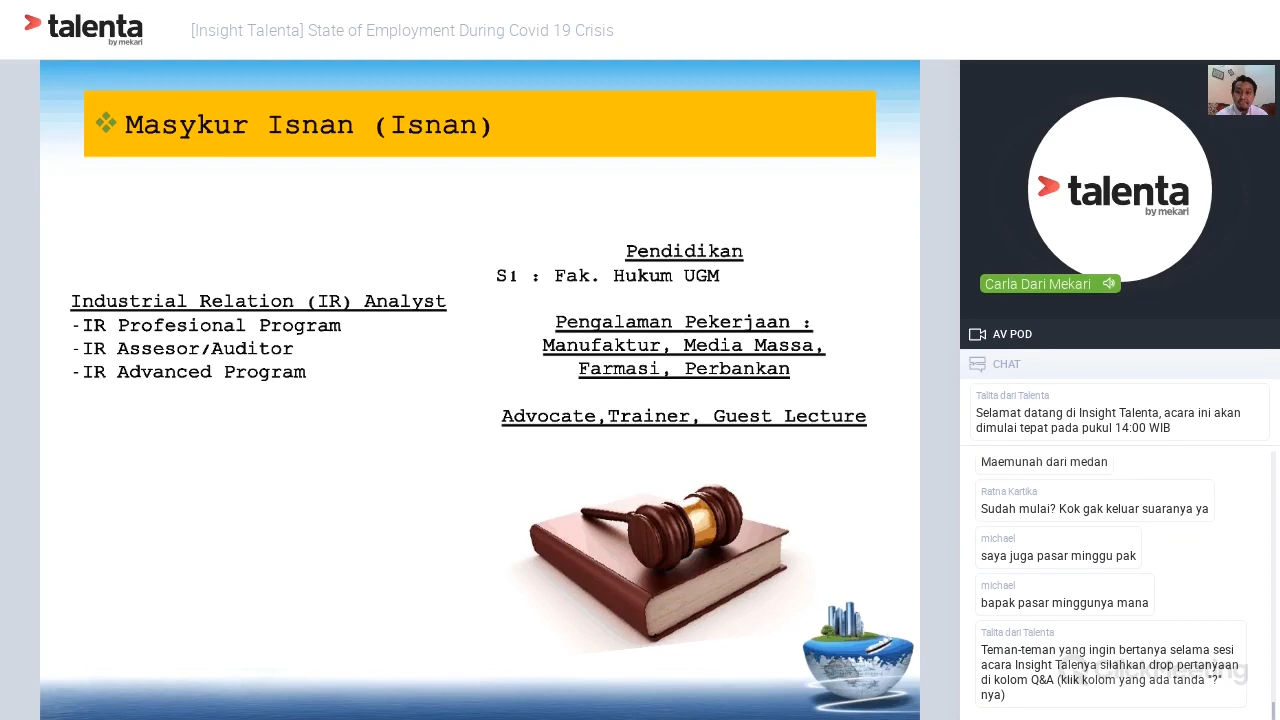 talenta
by mekari
[Insight Talenta] State of Employment During Covid 19 Crisis
Masykur Isnan (Isnan)
Industrial Relation (IR) Analyst
-IR Profesional Program
-IR Assesor/Auditor
-IR Advanced Program
Pendidikan
S1 : Fak. Hukum UGM
Pengalaman Pekerjaan :
Manufaktur, Media Massa,
Farmasi, Perbankan
Advocate,Trainer, Guest Lecture
talenta
by mekari
Carla Dari Mekari
AV POD
CHAT
Talita dari Talenta
Selamat datang di Insight Talenta, acara ini akan
dimulai tepat pada pukul 14:00 WIB
Maemunah dari medan
Ratna Kartika
Sudah mulai? Kok gak keluar suaranya ya
michael
saya juga pasar minggu pak
michael
bapak pasar minggunya mana
Talita dari Talenta
Teman-teman yang ingin bertanya selama sesi
acara Insight Talenya silahkan drop pertanyaan
di kolom Q&A (klik kolom yang ada tanda "?"
nya)